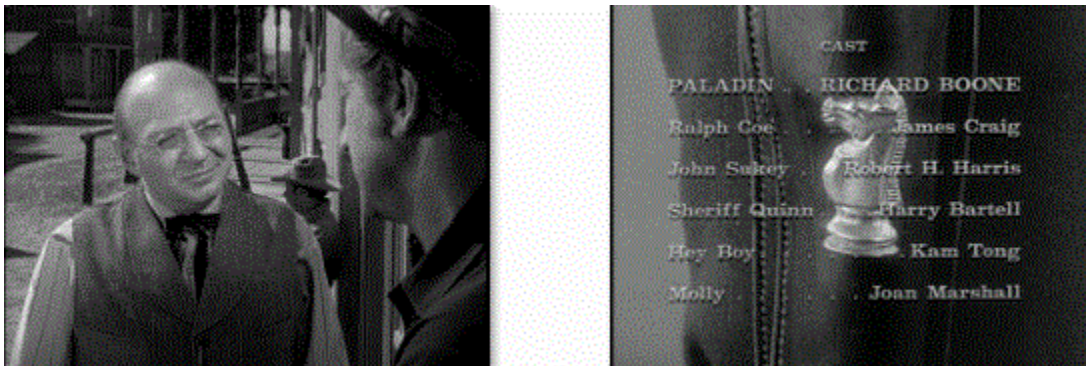 CAST
PALADIN . . RICHARD BOONE
Ralph Coe . . . James Craig
John Sukey . . Robert H. Harris
Sheriff Quinn Harry Bartell
Hey Boy . . . . . Kam Tong
Molly . . . . . . Joan Marshall